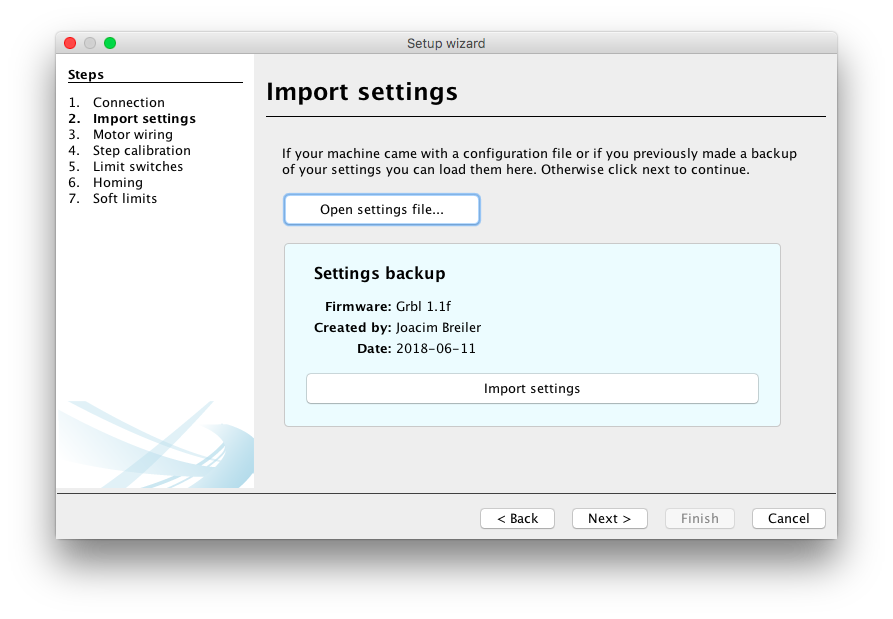 Setup wizard
Steps
1. Connection
2. Import settings
3. Motor wiring
4. Step calibration
5. Limit switches
6. Homing
7. Soft limits
Import settings
If your machine came with a configuration file or if you previously made a backup
of your settings you can load them here. Otherwise click next to continue.
Open settings file...
Settings backup
Firmware: Grbl 1.1f
Created by: Joacim Breiler
Date: 2018-06-11
Import settings
< Back
Next >
Finish
Cancel